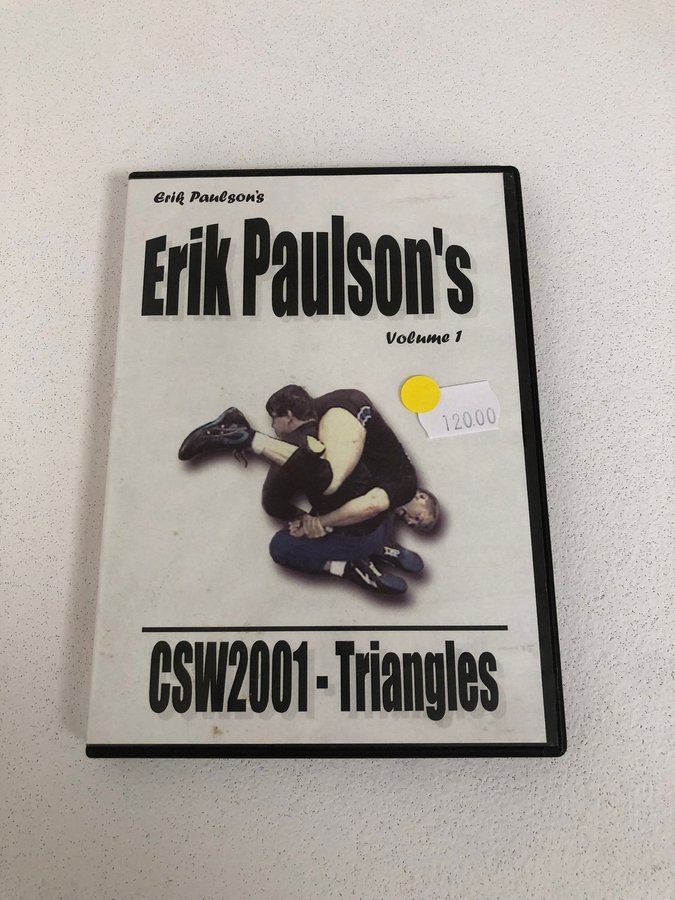 Erik Paulson's
Erik Paulson's
Volume 1
120.00
CSW2001 - Triangles